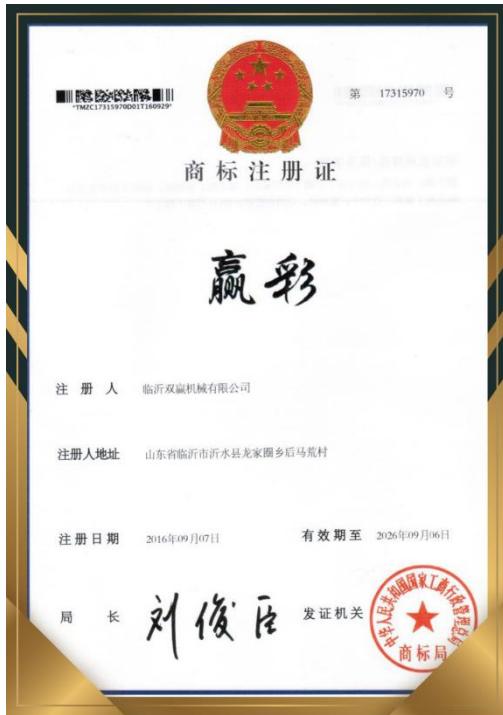 第 17315970 号
*TMZC17315970D01T160929*
商标注册证
赢彩
注册人 临沂双赢机械有限公司
注册人地址 山东省临沂市沂水县龙家圈乡后马荒村
注册日期 2016年09月07日 有效期至 2026年09月06日
局长 刘俊臣 发证机关
中华人民共和国国家工商行政管理总局
商标局